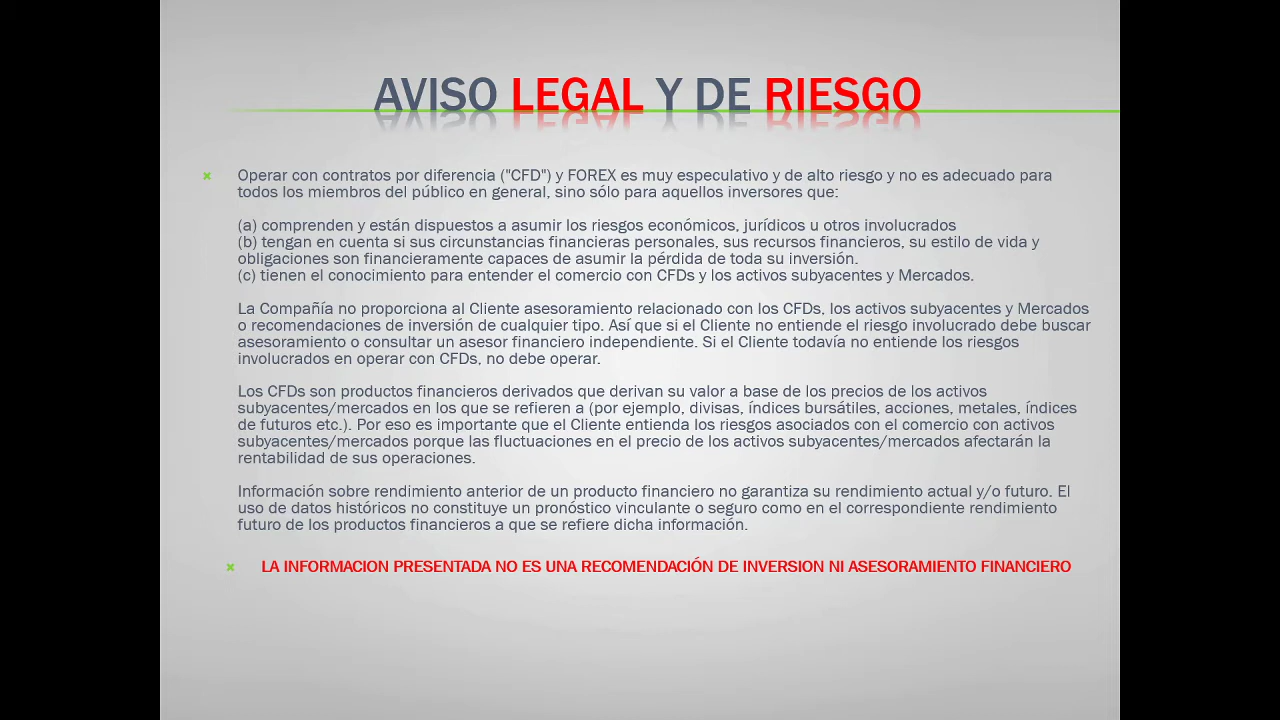 AVISO LEGAL Y DE RIESGO
Operar con contratos por diferencia ("CFD") y FOREX es muy especulativo y de alto riesgo y no es adecuado para
todos los miembros del público en general, sino sólo para aquellos inversores que:
(a) comprenden y están dispuestos a asumir los riesgos económicos, jurídicos u otros involucrados
(b) tengan en cuenta si sus circunstancias financieras personales, sus recursos financieros, su estilo de vida y
obligaciones son financieramente capaces de asumir la pérdida de toda su inversión.
(c) tienen el conocimiento para entender el comercio con CFDs y los activos subyacentes y Mercados.
La Compañía no proporciona al Cliente asesoramiento relacionado con los CFDs, los activos subyacentes y Mercados
o recomendaciones de inversión de cualquier tipo. Así que si el Cliente no entiende el riesgo involucrado debe buscar
asesoramiento o consultar un asesor financiero independiente. Si el Cliente todavía no entiende los riesgos
involucrados en operar con CFDs, no debe operar.
Los CFDs son productos financieros derivados que derivan su valor a base de los precios de los activos
subyacentes/mercados en los que se refieren a (por ejemplo, divisas, índices bursátiles, acciones, metales, índices
de futuros etc.). Por eso es importante que el Cliente entienda los riesgos asociados con el comercio con activos
subyacentes/mercados porque las fluctuaciones en el precio de los activos subyacentes/mercados afectarán la
rentabilidad de sus operaciones.
Información sobre rendimiento anterior de un producto financiero no garantiza su rendimiento actual y/o futuro. El
uso de datos históricos no constituye un pronóstico vinculante o seguro como en el correspondiente rendimiento
futuro de los productos financieros a que se refiere dicha información.
LA INFORMACION PRESENTADA NO ES UNA RECOMENDACIÓN DE INVERSION NI ASESORAMIENTO FINANCIERO